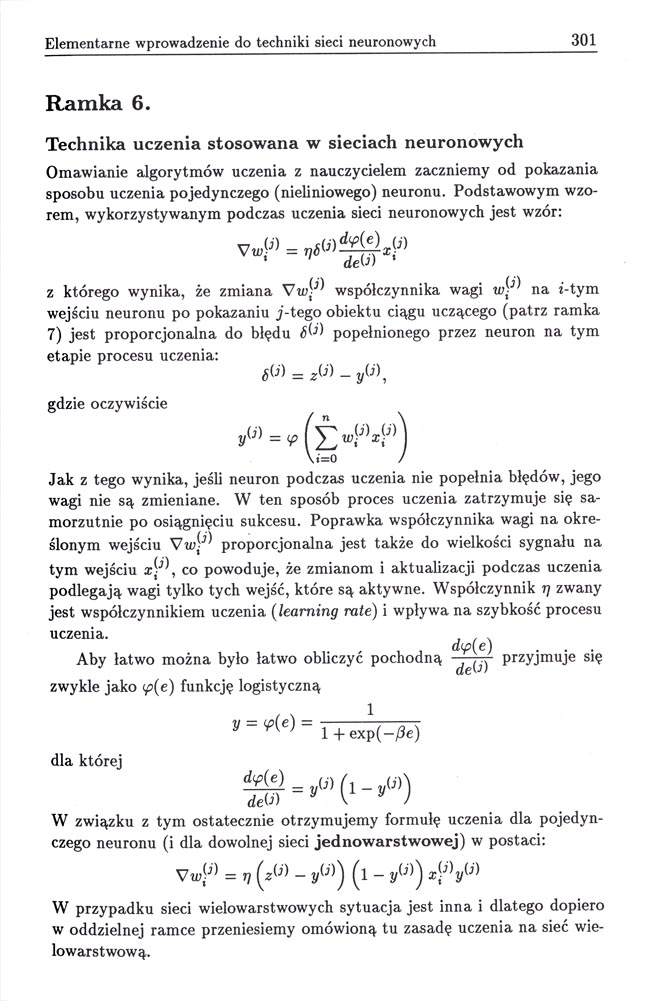 Elementarne wprowadzenie do techniki sieci neuronowych 301
Ramka 6.
Technika uczenia stosowana w sieciach neuronowych
Omawianie algorytmów uczenia z nauczycielem zaczniemy od pokazania
sposobu uczenia pojedynczego (nieliniowego) neuronu. Podstawowym wzo-
rem, wykorzystywanym podczas uczenia sieci neuronowych jest wzór:
$\nabla w_i^{(j)} = \eta \delta^{(j)} \frac{d\varphi(e)}{de^{(j)}} x_i^{(j)}$
z którego wynika, że zmiana $\nabla w_i^{(j)}$ współczynnika wagi $w_i^{(j)}$ na i-tym
wejściu neuronu po pokazaniu j-tego obiektu ciągu uczącego (patrz ramka
7) jest proporcjonalna do błędu $\delta^{(j)}$ popełnionego przez neuron na tym
etapie procesu uczenia:
$\delta^{(j)} = z^{(j)} - y^{(j)},$
gdzie oczywiście
$y^{(j)} = \varphi \left( \sum_{i=0}^{n} w_i^{(j)} x_i^{(j)} \right)$
Jak z tego wynika, jeśli neuron podczas uczenia nie popełnia błędów, jego
wagi nie są zmieniane. W ten sposób proces uczenia zatrzymuje się sa-
morzutnie po osiągnięciu sukcesu. Poprawka współczynnika wagi na okre-
ślonym wejściu $\nabla w_i^{(j)}$ proporcjonalna jest także do wielkości sygnału na
tym wejściu $x_i^{(j)}$, co powoduje, że zmianom i aktualizacji podczas uczenia
podlegają wagi tylko tych wejść, które są aktywne. Współczynnik η zwany
jest współczynnikiem uczenia (learning rate) i wpływa na szybkość procesu
uczenia.
Aby łatwo można było łatwo obliczyć pochodną $\frac{d\varphi(e)}{de^{(j)}}$ przyjmuje się
zwykle jako φ(e) funkcję logistyczną
$y = \varphi(e) = \frac{1}{1 + \exp(-\beta e)}$
dla której
$\frac{d\varphi(e)}{de^{(j)}} = y^{(j)} \left( 1 - y^{(j)} \right)$
W związku z tym ostatecznie otrzymujemy formułę uczenia dla pojedyn-
czego neuronu (i dla dowolnej sieci jednowarstwowej) w postaci:
$\nabla w_i^{(j)} = \eta \left( z^{(j)} - y^{(j)} \right) \left( 1 - y^{(j)} \right) x_i^{(j)} y^{(j)}$
W przypadku sieci wielowarstwowych sytuacja jest inna i dlatego dopiero
w oddzielnej ramce przeniesiemy omówioną tu zasadę uczenia na sieć wie-
lowarstwową.